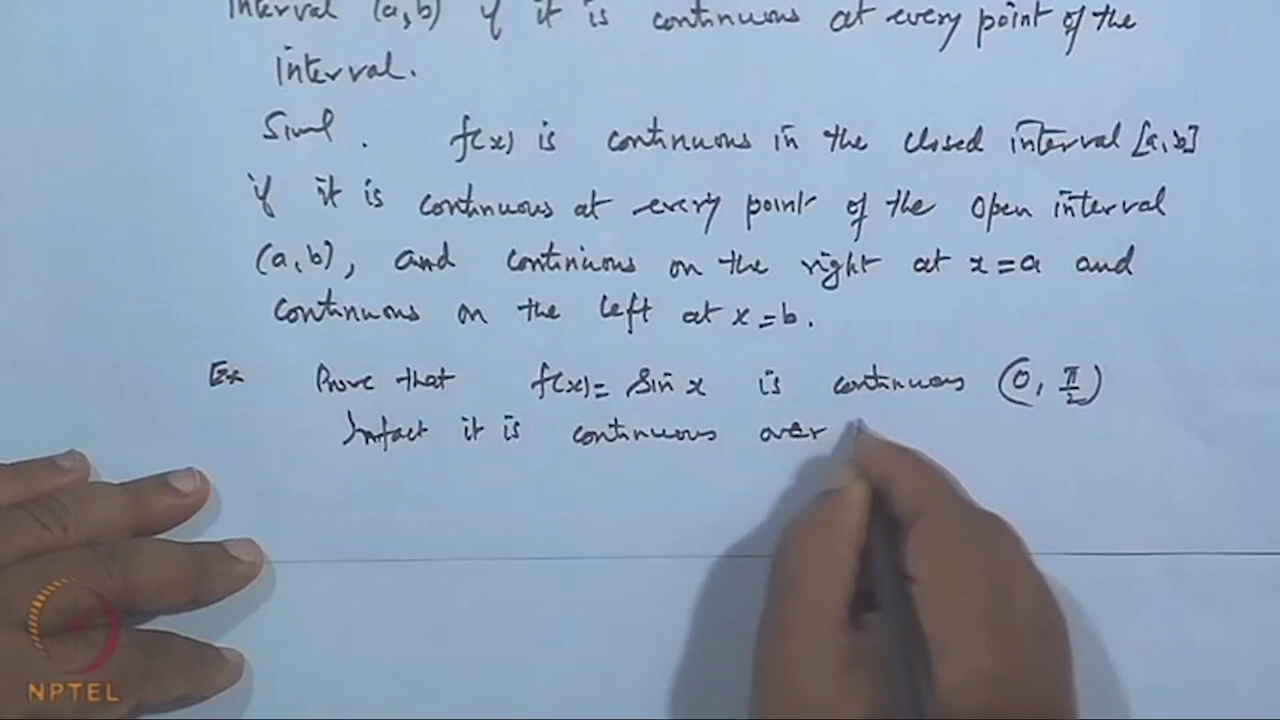 interval (a,b) if it is continuous at every point of the
interval.
Siml. f(x) is continuous in the closed interval [a,b]
if it is continuous at every point of the open interval
(a,b), and continuous on the right at x=a and
continuous on the left at x=b.
Ex Prove that f(x)= Sin x is continuous (0, π/2)
Infact it is continuous over
NPTEL